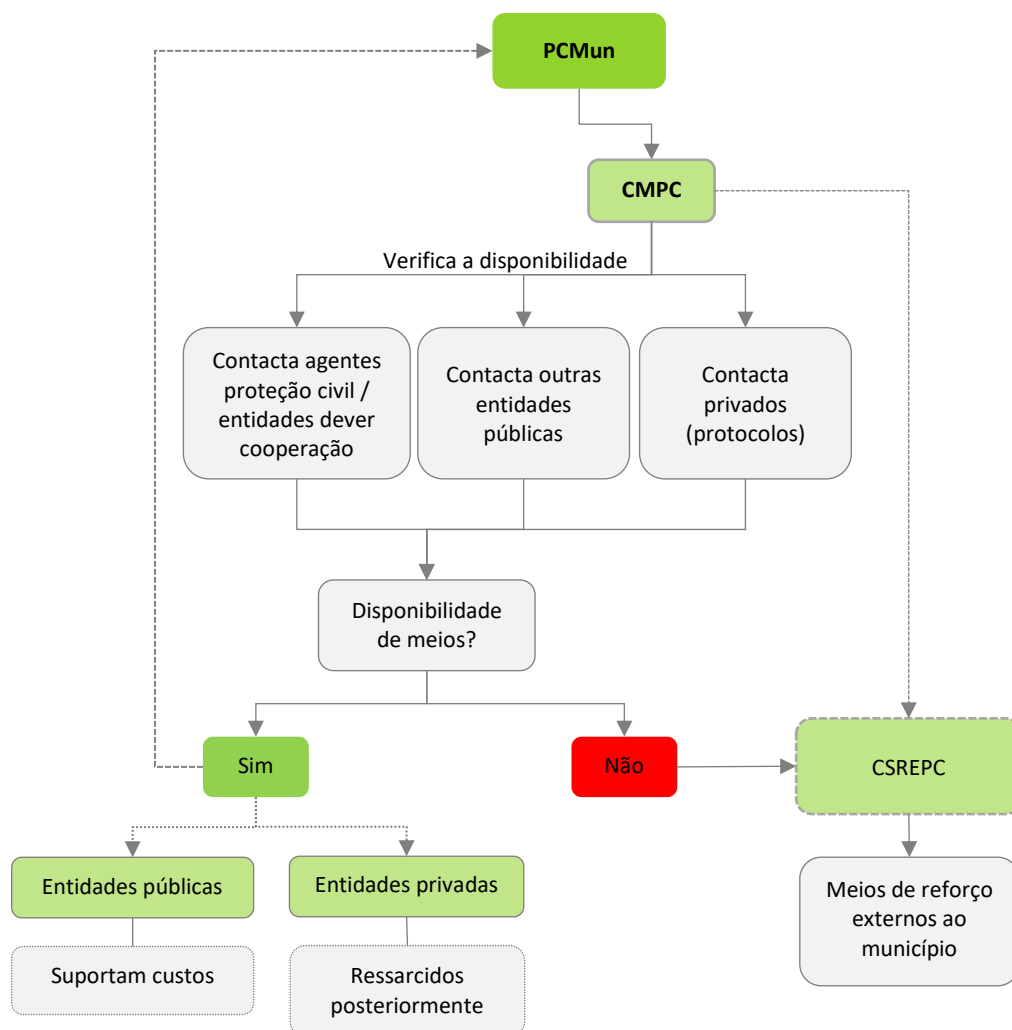 PCMun
CMPC
Verifica a disponibilidade
Contacta agentes
proteção civil /
entidades dever
cooperação
Contacta outras
entidades
públicas
Contacta
privados
(protocolos)
Disponibilidade
de meios?
Sim
Não
CSREPC
Entidades públicas
Entidades privadas
Meios de reforço
externos ao
município
Suportam custos
Ressarcidos
posteriormente